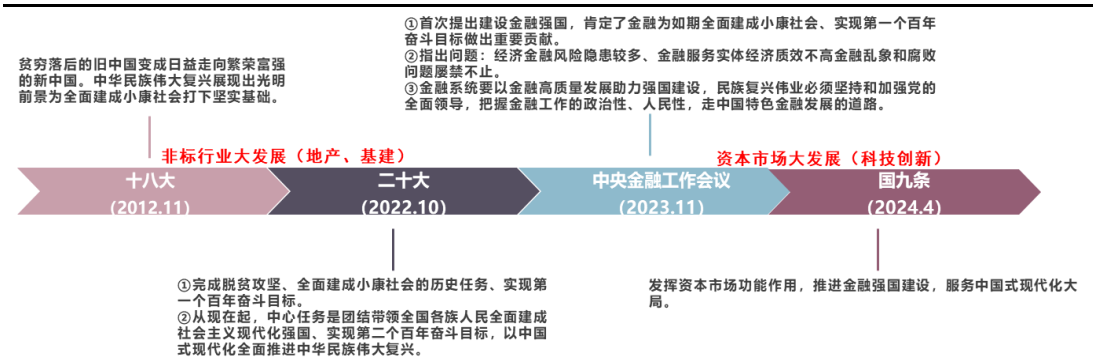 ①首次提出建设金融强国，肯定了金融为如期全面建成小康社会、实现第一个百年
奋斗目标做出重要贡献。
②指出问题：经济金融风险隐患较多、金融服务实体经济质效不高金融乱象和腐败
问题屡禁不止。
③金融系统要以金融高质量发展助力强国建设，民族复兴伟业必须坚持和加强党的
全面领导，把握金融工作的政治性、人民性，走中国特色金融发展的道路。
贫穷落后的旧中国变成日益走向繁荣富强
的新中国。中华民族伟大复兴展现出光明
前景为全面建成小康社会打下坚实基础。
非标行业大发展（地产、基建）
资本市场大发展（科技创新）
十八大
（2012.11）
二十大
（2022.10）
中央金融工作会议
（2023.11）
国九条
（2024.4）
①完成脱贫攻坚、全面建成小康社会的历史任务、实现第
一个百年奋斗目标。
②从现在起，中心任务是团结带领全国各族人民全面建成
社会主义现代化强国、实现第二个百年奋斗目标，以中国
式现代化全面推进中华民族伟大复兴。
发挥资本市场功能作用，推进金融强国建设，服务中国式现代化大
局。